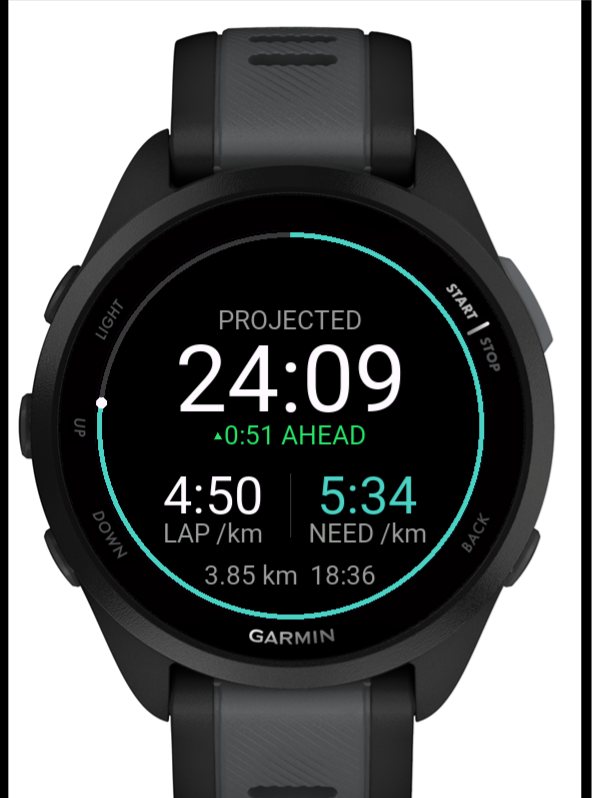 LIGHT
START
STOP
PROJECTED
24:09
▲0:51 AHEAD
UP
4:50 5:34
LAP /km NEED /km
DOWN
BACK
3.85 km 18:36
GARMIN